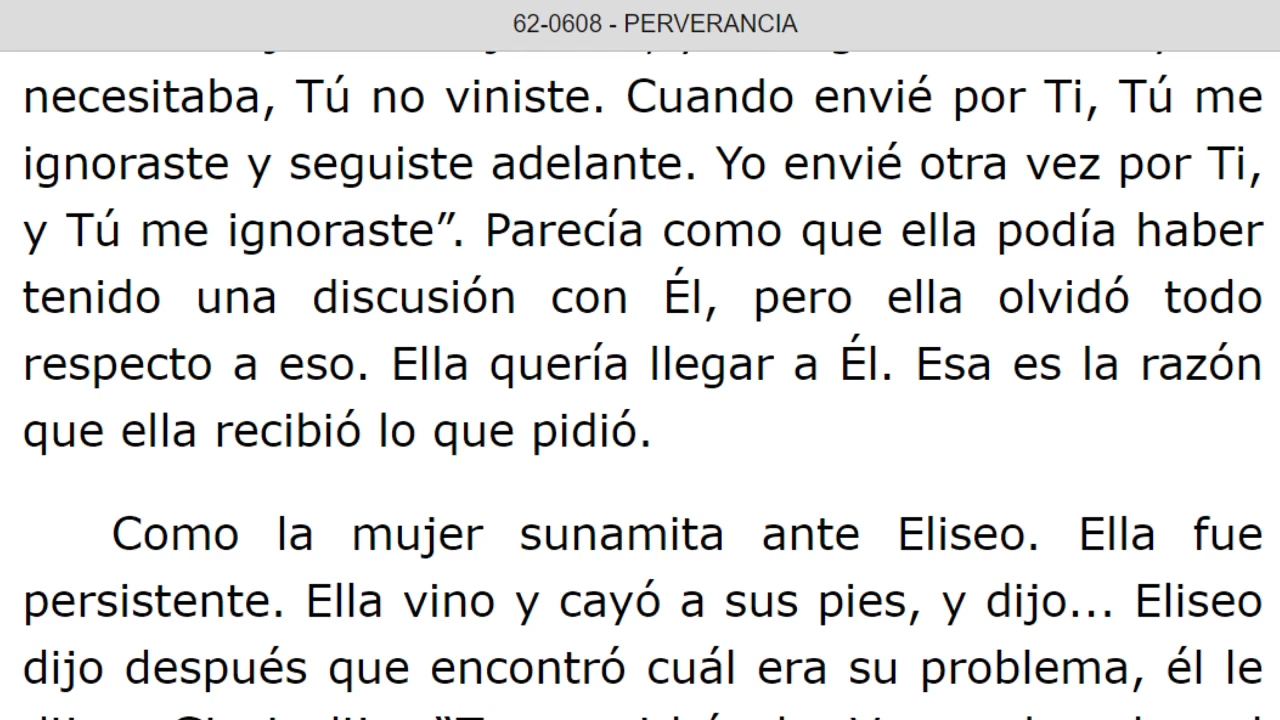 62-0608 - PERVERANCIA
necesitaba, Tú no viniste. Cuando envié por Ti, Tú me
ignoraste y seguiste adelante. Yo envié otra vez por Ti,
y Tú me ignoraste”. Parecía como que ella podía haber
tenido una discusión con Él, pero ella olvidó todo
respecto a eso. Ella quería llegar a Él. Esa es la razón
que ella recibió lo que pidió.
Como la mujer sunamita ante Eliseo. Ella fue
persistente. Ella vino y cayó a sus pies, y dijo... Eliseo
dijo después que encontró cuál era su problema, él le